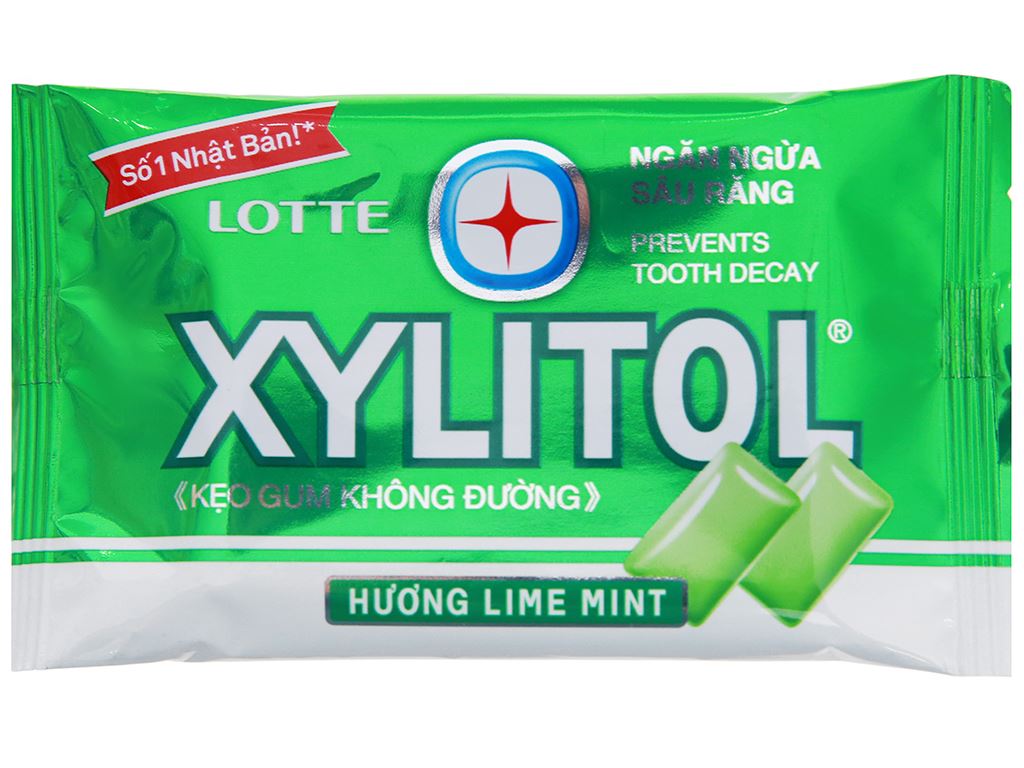 Số 1 Nhật Bản!*
LOTTE
NGĂN NGỪA
SÂU RĂNG
PREVENTS
TOOTH DECAY
XYLITOL®
《KẸO GUM KHÔNG ĐƯỜNG》
HƯƠNG LIME MINT